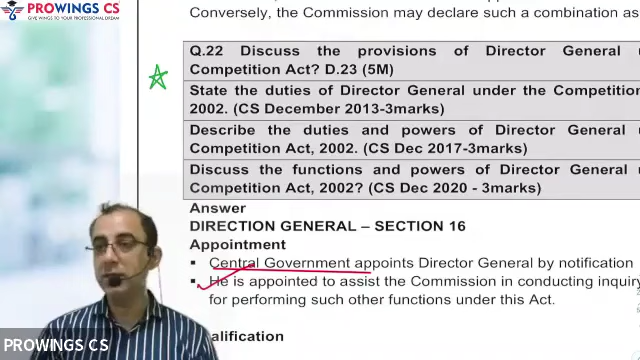 PROWINGS CS
GIVE WINGS TO YOUR PROFESSIONAL DREAM
Conversely, the Commission may declare such a combination as
Q.22 Discuss the provisions of Director General
Competition Act? D.23 (5M)
State the duties of Director General under the Competition
2002. (CS December 2013-3marks)
Describe the duties and powers of Director General
Competition Act, 2002. (CS Dec 2017-3marks)
Discuss the functions and powers of Director General
Competition Act, 2002? (CS Dec 2020 - 3marks)
Answer
DIRECTION GENERAL – SECTION 16
Appointment
▪ Central Government appoints Director General by notification
▪ He is appointed to assist the Commission in conducting inquiry
for performing such other functions under this Act.
alification
PROWINGS CS